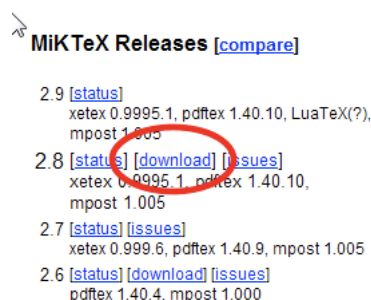 MiKTeX Releases [compare]
2.9 [status]
xetex 0.9995.1, pdftex 1.40.10, LuaTeX(?),
mpost 1.005
2.8 [status] [download] [issues]
xetex 0.9995.1, pdftex 1.40.10,
mpost 1.005
2.7 [status] [issues]
xetex 0.999.6, pdftex 1.40.9, mpost 1.005
2.6 [status] [download] [issues]
pdftex 1.40.4, mpost 1.000